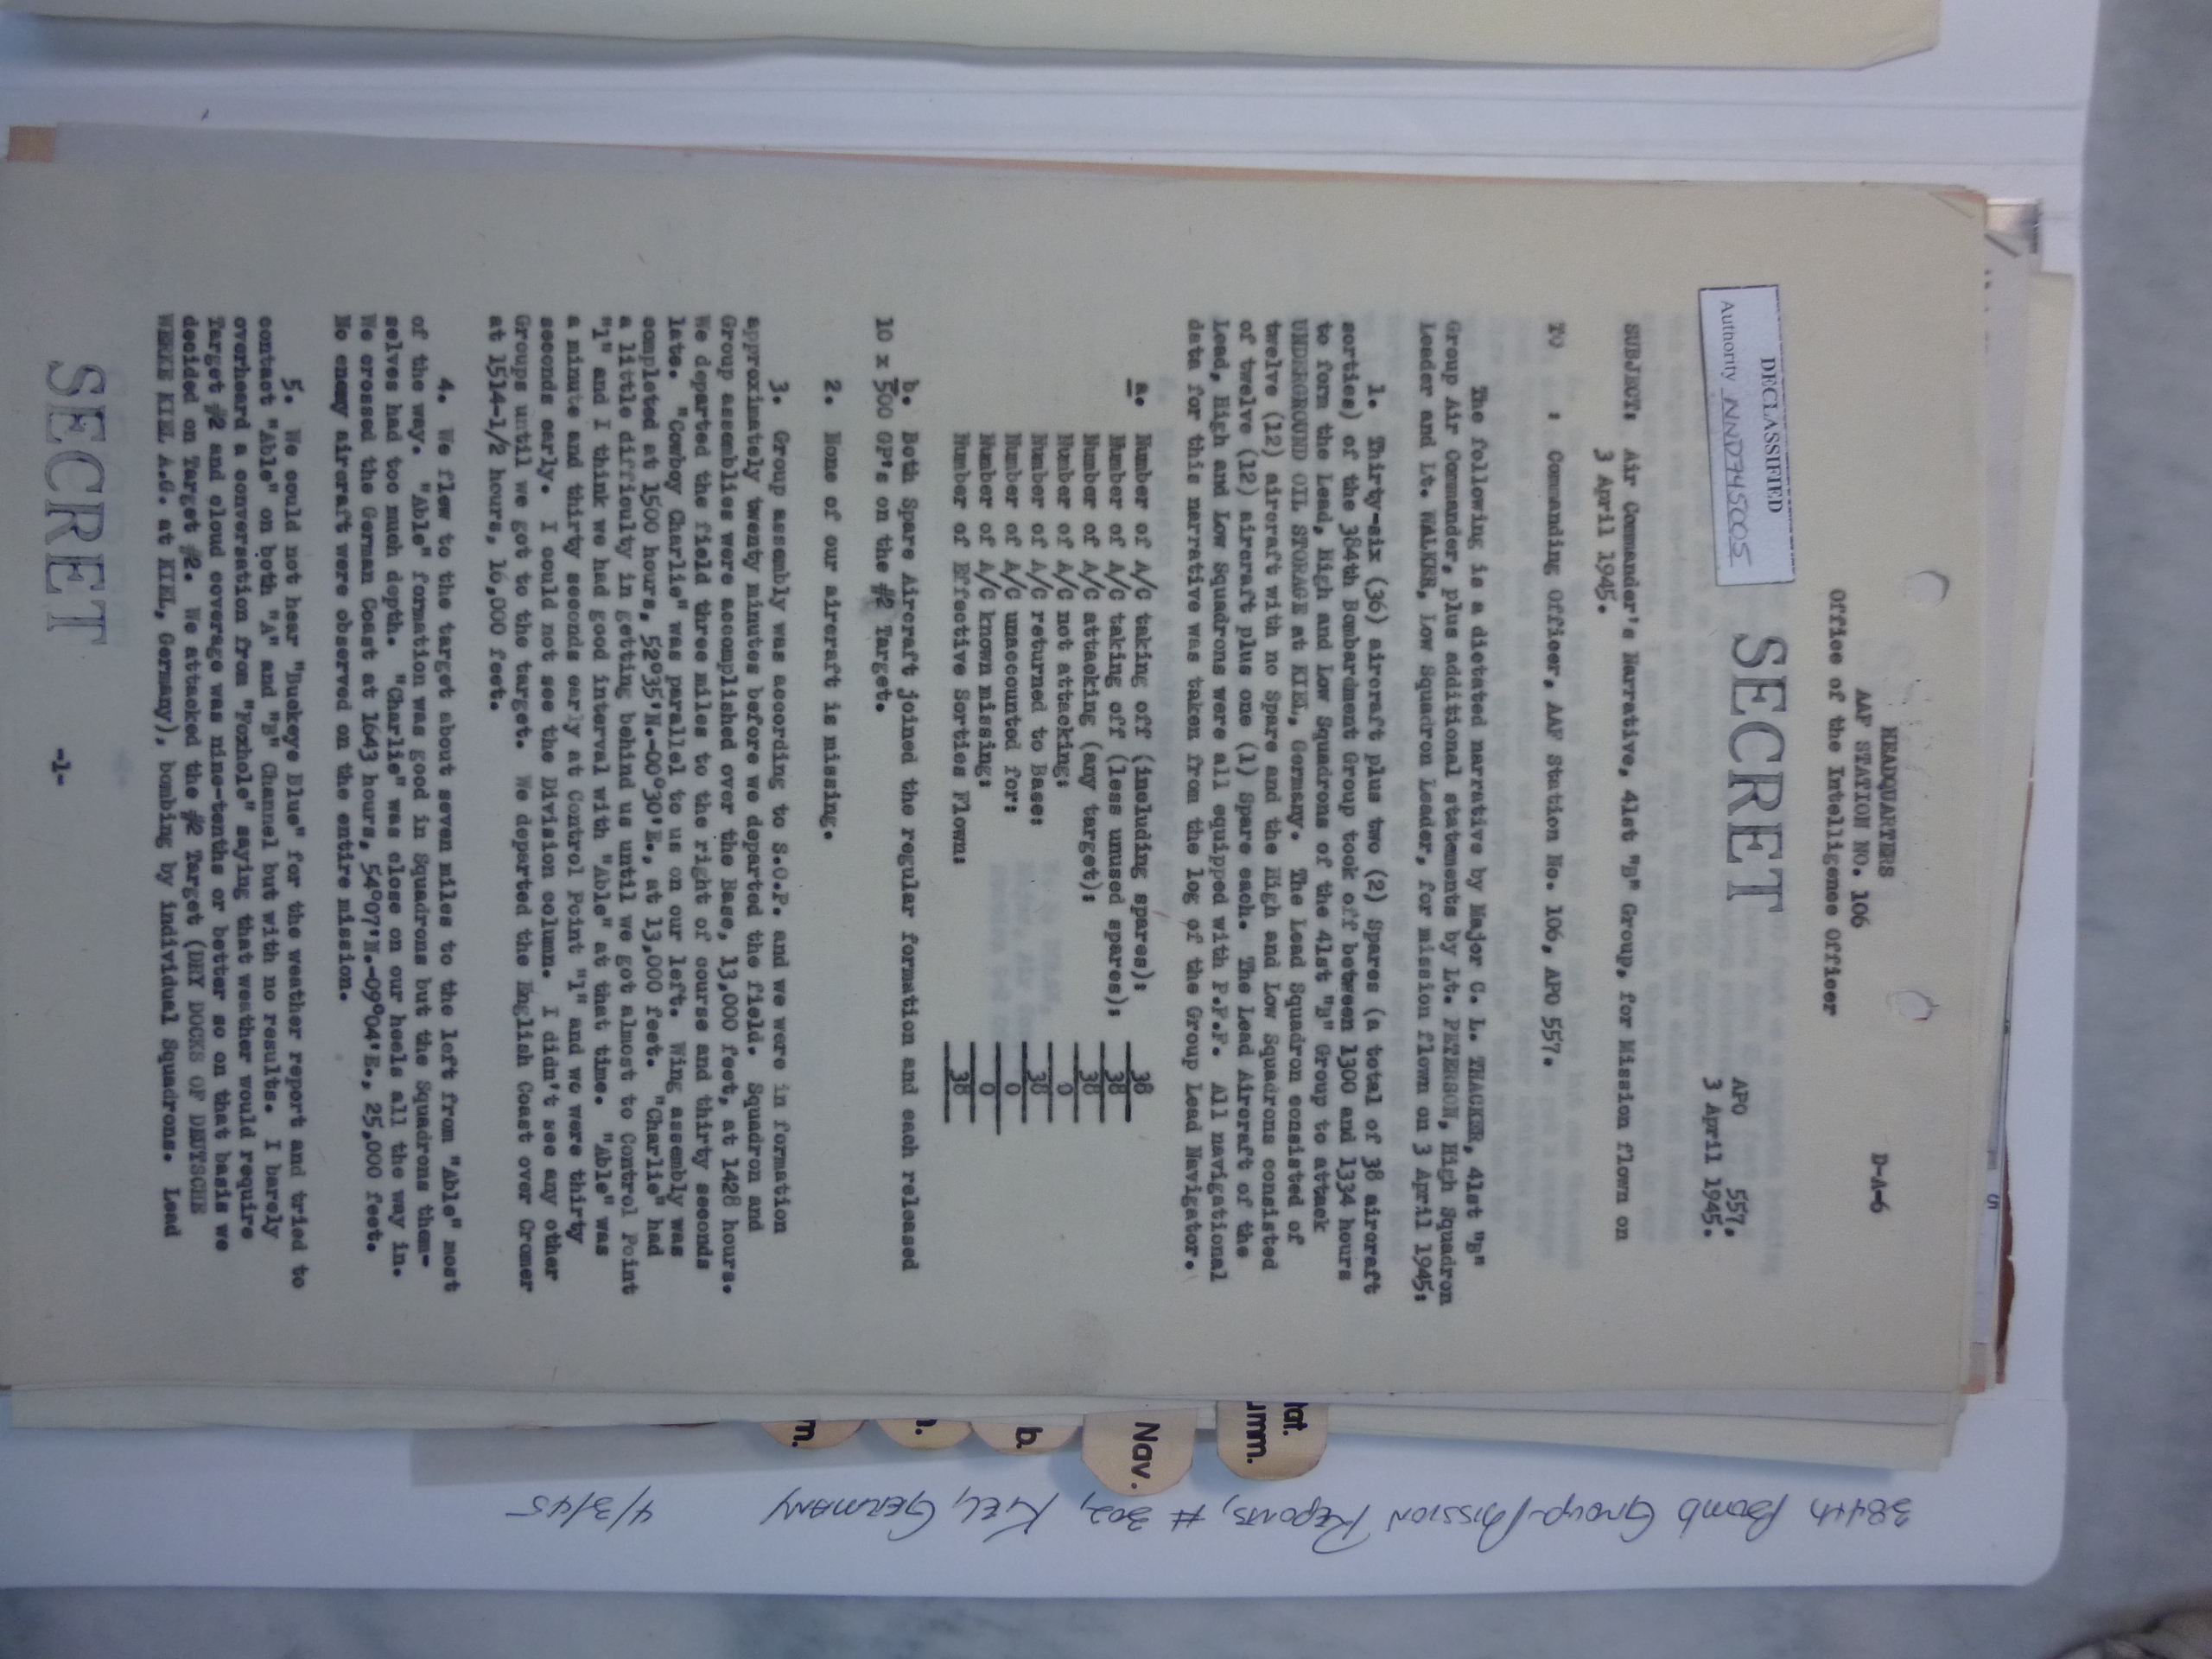 HEADQUARTERS
AAF STATION NO. 106
Office of the Intelligence Officer
D-A-6
DECLASSIFIED
Authority NND745005
SECRET
APO 557.
3 April 1945.
SUBJECT: Air Commander's Narrative, 41st "B" Group, for Mission flown on
3 April 1945.
TO : Commanding Officer, AAF Station No. 106, APO 557.
The following is a dictated narrative by Major C. L. THACKER, 41st "B"
Group Air Commander, plus additional statements by Lt. PETERSON, High Squadron
Leader and Lt. WALKER, Low Squadron Leader, for mission flown on 3 April 1945:
1. Thirty-six (36) aircraft plus two (2) Spares (a total of 38 aircraft
sorties) of the 384th Bombardment Group took off between 1300 and 1334 hours
to form the Lead, High and Low Squadrons of the 41st "B" Group to attack
UNDERGROUND OIL STORAGE at KIEL, Germany. The Lead Squadron consisted of
twelve (12) aircraft with no Spare and the High and Low Squadrons consisted
of twelve (12) aircraft plus one (1) Spare each. The Lead Aircraft of the
Lead, High and Low Squadrons were all equipped with P.F.F. All navigational
data for this narrative was taken from the log of the Group Lead Navigator.
a. Number of A/C taking off (including spares): 38
Number of A/C taking off (less unused spares): 38
Number of A/C attacking (any target): 38
Number of A/C not attacking: 0
Number of A/C returned to Base: 38
Number of A/C unaccounted for: 0
Number of A/C known missing: 0
Number of Effective Sorties Flown: 38
b. Both Spare Aircraft joined the regular formation and each released
10 x 500 GP's on the #2 Target.
2. None of our aircraft is missing.
3. Group assembly was according to S.O.P. and we were in formation
approximately twenty minutes before we departed the field. Squadron and
Group assemblies were accomplished over the Base, 13,000 feet, at 1428 hours.
We departed the field three miles to the right of course and thirty seconds
late. "Cowboy Charlie" was parallel to us on our left. Wing assembly was
completed at 1500 hours, 52°35'N.-00°30'E., at 13,000 feet. "Charlie" had
a little difficulty in getting behind us until we got almost to Control Point
"1" and I think we had good interval with "Able" at that time. "Able" was
a minute and thirty seconds early at Control Point "1" and we were thirty
seconds early. I could not see the Division column. I didn't see any other
Groups until we got to the target. We departed the English Coast over Cromer
at 1514-1/2 hours, 16,000 feet.
4. We flew to the target about seven miles to the left from "Able" most
of the way. "Able" formation was good in Squadrons but the Squadrons them-
selves had too much depth. "Charlie" was close on our heels all the way in.
We crossed the German Coast at 1643 hours, 54°07'N.-09°04'E., 25,000 feet.
No enemy aircraft were observed on the entire mission.
5. We could not hear "Buckeye Blue" for the weather report and tried to
contact "Able" on both "A" and "B" Channel but with no results. I barely
overheard a conversation from "Foxhole" saying that weather would require
Target #2 and cloud coverage was nine-tenths or better so on that basis we
decided on Target #2. We attacked the #2 Target (DRY DOCKS OF DEUTSCHE
WERKE KIEL A.G. at KIEL, Germany), bombing by individual Squadrons. Lead
SECRET
-1-
lat.
umm.
Nav.
b.
n.
m.
384th Bomb Group-Mission Reports, #302, Kiel, Germany 4/3/45